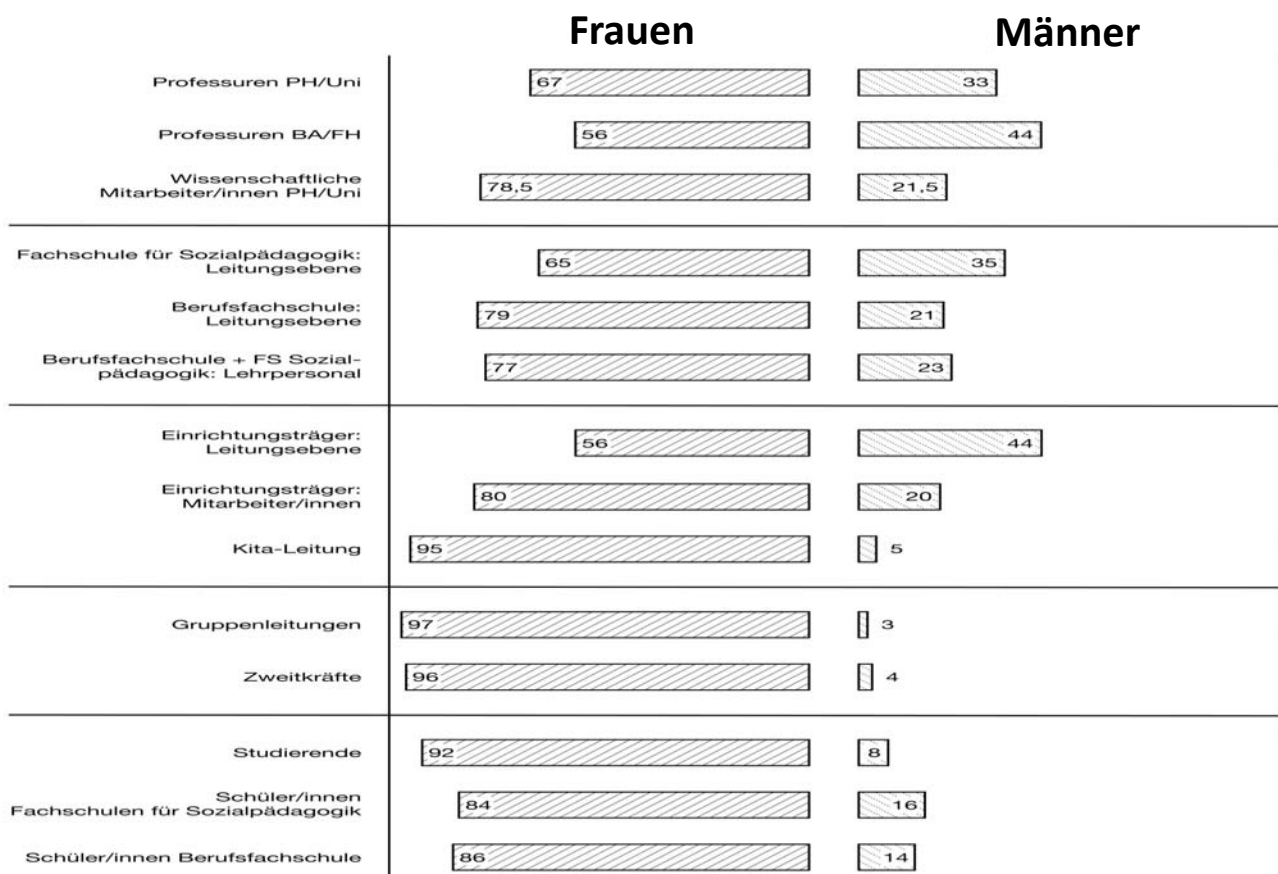 Frauen Männer
Professuren PH/Uni 67 33
Professuren BA/FH 56 44
Wissenschaftliche
Mitarbeiter/innen PH/Uni 78,5 21,5
Fachschule für Sozialpädagogik:
Leitungsebene 65 35
Berufsfachschule:
Leitungsebene 79 21
Berufsfachschule + FS Sozial-
pädagogik: Lehrpersonal 77 23
Einrichtungsträger:
Leitungsebene 56 44
Einrichtungsträger:
Mitarbeiter/innen 80 20
Kita-Leitung 95 5
Gruppenleitungen 97 3
Zweitkräfte 96 4
Studierende 92 8
Schüler/innen
Fachschulen für Sozialpädagogik 84 16
Schüler/innen Berufsfachschule 86 14